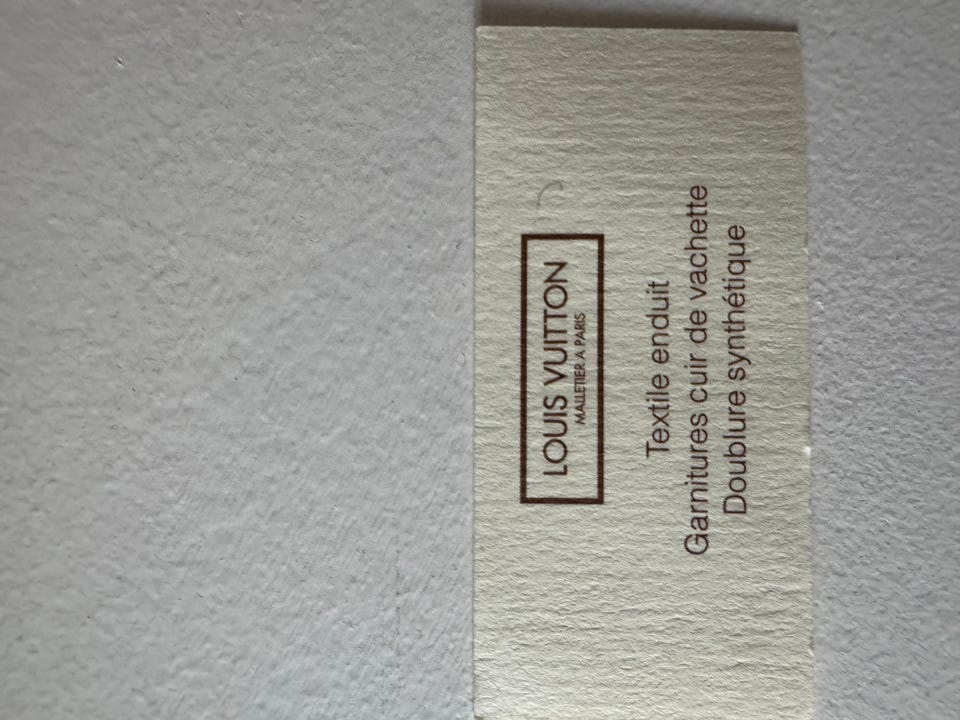 LOUIS VUITTON
MALLETIER A PARIS
Textile enduit
Garnitures cuir de vachette
Doublure synthétique